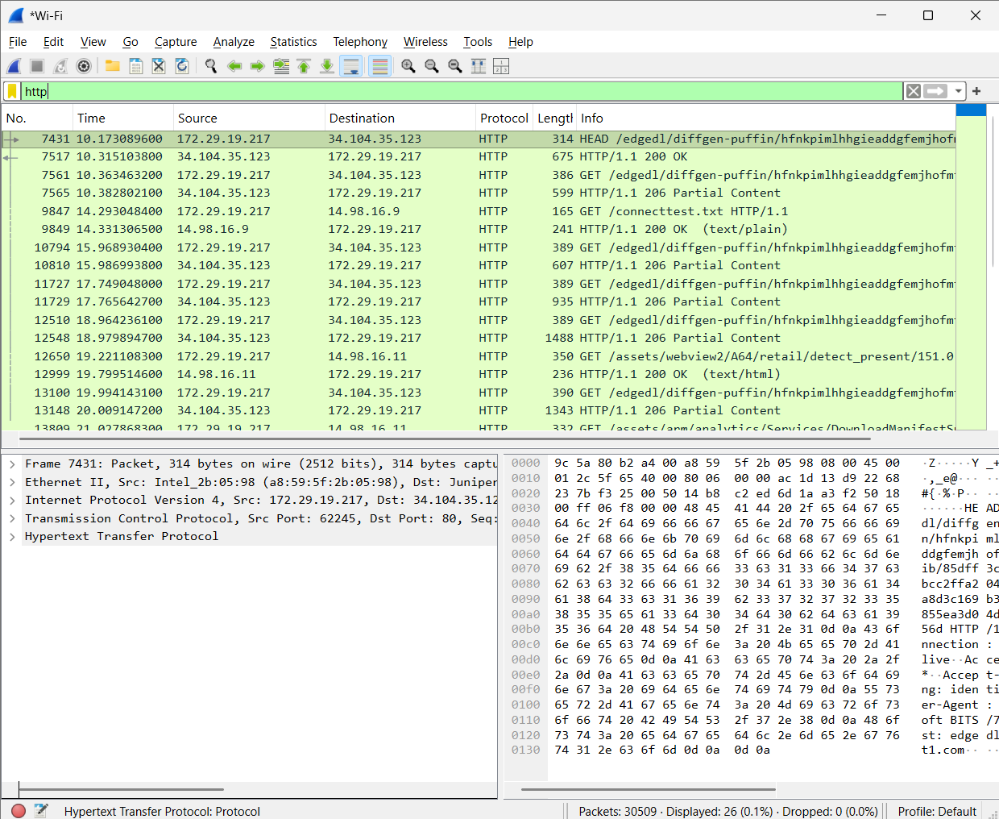 *Wi-Fi
File Edit View Go Capture Analyze Statistics Telephony Wireless Tools Help
http
No. Time Source Destination Protocol Length Info
7431 10.173089600 172.29.19.217 34.104.35.123 HTTP 314 HEAD /edgedl/diffgen-puffin/hfnkpimlhhgieaddgfemjhofm
7517 10.315103800 34.104.35.123 172.29.19.217 HTTP 675 HTTP/1.1 200 OK
7561 10.363463200 172.29.19.217 34.104.35.123 HTTP 386 GET /edgedl/diffgen-puffin/hfnkpimlhhgieaddgfemjhofm
7565 10.382802100 34.104.35.123 172.29.19.217 HTTP 599 HTTP/1.1 206 Partial Content
9847 14.293048400 172.29.19.217 14.98.16.9 HTTP 165 GET /connecttest.txt HTTP/1.1
9849 14.331306500 14.98.16.9 172.29.19.217 HTTP 241 HTTP/1.1 200 OK (text/plain)
10794 15.968930400 172.29.19.217 34.104.35.123 HTTP 389 GET /edgedl/diffgen-puffin/hfnkpimlhhgieaddgfemjhofm
10810 15.986993800 34.104.35.123 172.29.19.217 HTTP 607 HTTP/1.1 206 Partial Content
11727 17.749048000 172.29.19.217 34.104.35.123 HTTP 389 GET /edgedl/diffgen-puffin/hfnkpimlhhgieaddgfemjhofm
11729 17.765642700 34.104.35.123 172.29.19.217 HTTP 935 HTTP/1.1 206 Partial Content
12510 18.964236100 172.29.19.217 34.104.35.123 HTTP 389 GET /edgedl/diffgen-puffin/hfnkpimlhhgieaddgfemjhofm
12548 18.979894700 34.104.35.123 172.29.19.217 HTTP 1488 HTTP/1.1 206 Partial Content
12650 19.221108300 172.29.19.217 14.98.16.11 HTTP 350 GET /assets/webview2/A64/retail/detect_present/151.0
12999 19.799514600 14.98.16.11 172.29.19.217 HTTP 236 HTTP/1.1 200 OK (text/html)
13100 19.994143100 172.29.19.217 34.104.35.123 HTTP 390 GET /edgedl/diffgen-puffin/hfnkpimlhhgieaddgfemjhofm
13148 20.009147200 34.104.35.123 172.29.19.217 HTTP 1343 HTTP/1.1 206 Partial Content
13809 21.027868300 172.29.19.217 14.98.16.11 HTTP 332 GET /assets/arm/analytics/Services/DownloadManifestS
Frame 7431: Packet, 314 bytes on wire (2512 bits), 314 bytes captu
Ethernet II, Src: Intel_2b:05:98 (a8:59:5f:2b:05:98), Dst: Juniper
Internet Protocol Version 4, Src: 172.29.19.217, Dst: 34.104.35.12
Transmission Control Protocol, Src Port: 62245, Dst Port: 80, Seq:
Hypertext Transfer Protocol
0000 9c 5a 80 b2 a4 00 a8 59 5f 2b 05 98 08 00 45 00 ·Z·····Y _+
0010 01 2c 5f 65 40 00 80 06 00 00 ac 1d 13 d9 22 68 ·,_e@···
0020 23 7b f3 25 00 50 14 b8 c2 ed 6d 1a a3 f2 50 18 #{·%·P··
0030 00 ff 06 f8 00 00 48 45 41 44 20 2f 65 64 67 65 ······HE AD
0040 64 6c 2f 64 69 66 66 67 65 6e 2d 70 75 66 66 69 dl/diffg en
0050 6e 2f 68 66 6e 6b 70 69 6d 6c 68 68 67 69 65 61 n/hfnkpi ml
0060 64 64 67 66 65 6d 6a 68 6f 66 6d 66 62 6c 6d 6e ddgfemjh of
0070 69 62 2f 38 35 64 66 66 33 63 31 33 66 34 37 63 ib/85dff 3c
0080 62 63 63 32 66 66 61 32 30 34 61 33 30 36 61 34 bcc2ffa2 04
0090 61 38 64 33 63 31 36 39 62 33 37 32 37 32 33 35 a8d3c169 b3
00a0 38 35 35 65 61 33 64 30 34 64 30 62 64 63 61 39 855ea3d0 4d
00b0 35 36 64 20 48 54 54 50 2f 31 2e 31 0d 0a 43 6f 56d HTTP /1
00c0 6e 6e 65 63 74 69 6f 6e 3a 20 4b 65 65 70 2d 41 nnection :
00d0 6c 69 76 65 0d 0a 41 63 63 65 70 74 3a 20 2a 2f live··Ac ce
00e0 2a 0d 0a 41 63 63 65 70 74 2d 45 6e 63 6f 64 69 *··Accep t-
00f0 6e 67 3a 20 69 64 65 6e 74 69 74 79 0d 0a 55 73 ng: iden ti
0100 65 72 2d 41 67 65 6e 74 3a 20 4d 69 63 72 6f 73 er-Agent :
0110 6f 66 74 20 42 49 54 53 2f 37 2e 38 0d 0a 48 6f oft BITS /7
0120 73 74 3a 20 65 64 67 65 64 6c 2e 6d 65 2e 67 76 st: edge dl
0130 74 31 2e 63 6f 6d 0d 0a 0d 0a t1.com·· ··
Hypertext Transfer Protocol: Protocol Packets: 30509 · Displayed: 26 (0.1%) · Dropped: 0 (0.0%) Profile: Default